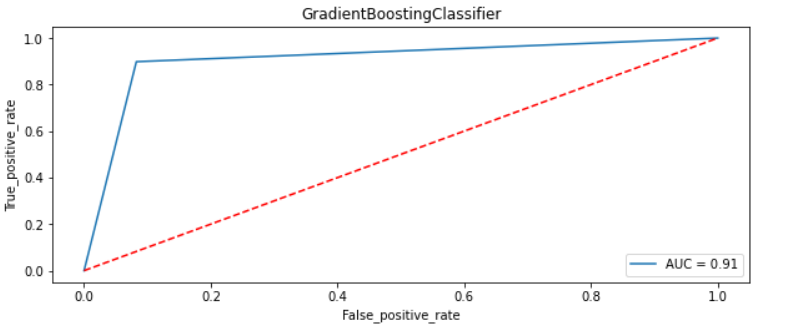 GradientBoostingClassifier
1.0
0.8
0.6
0.4
0.2
0.0
True_positive_rate
AUC = 0.91
0.0 0.2 0.4 0.6 0.8 1.0
False_positive_rate